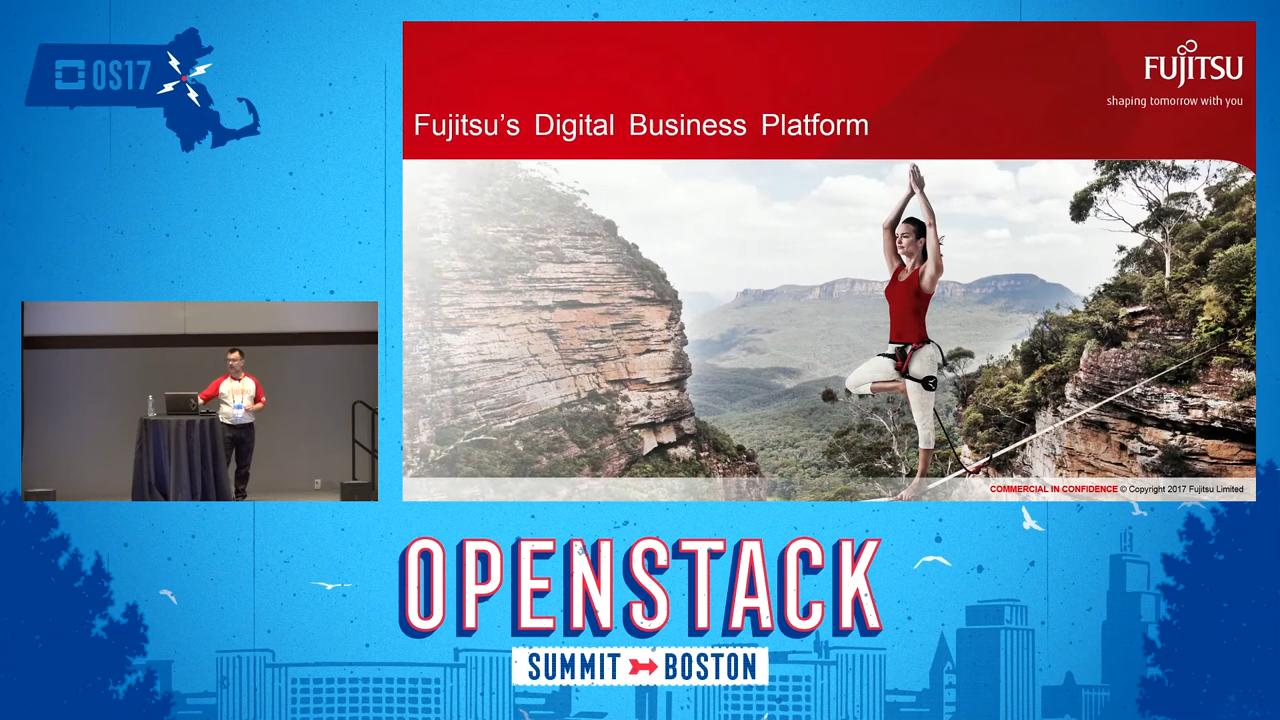 OS17
FUJITSU
shaping tomorrow with you
Fujitsu's Digital Business Platform
COMMERCIAL IN CONFIDENCE © Copyright 2017 Fujitsu Limited
OPENSTACK
SUMMIT BOSTON